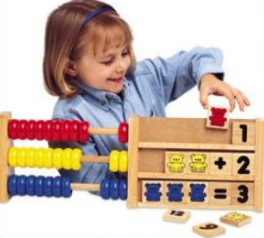 1
+ 2
= 3